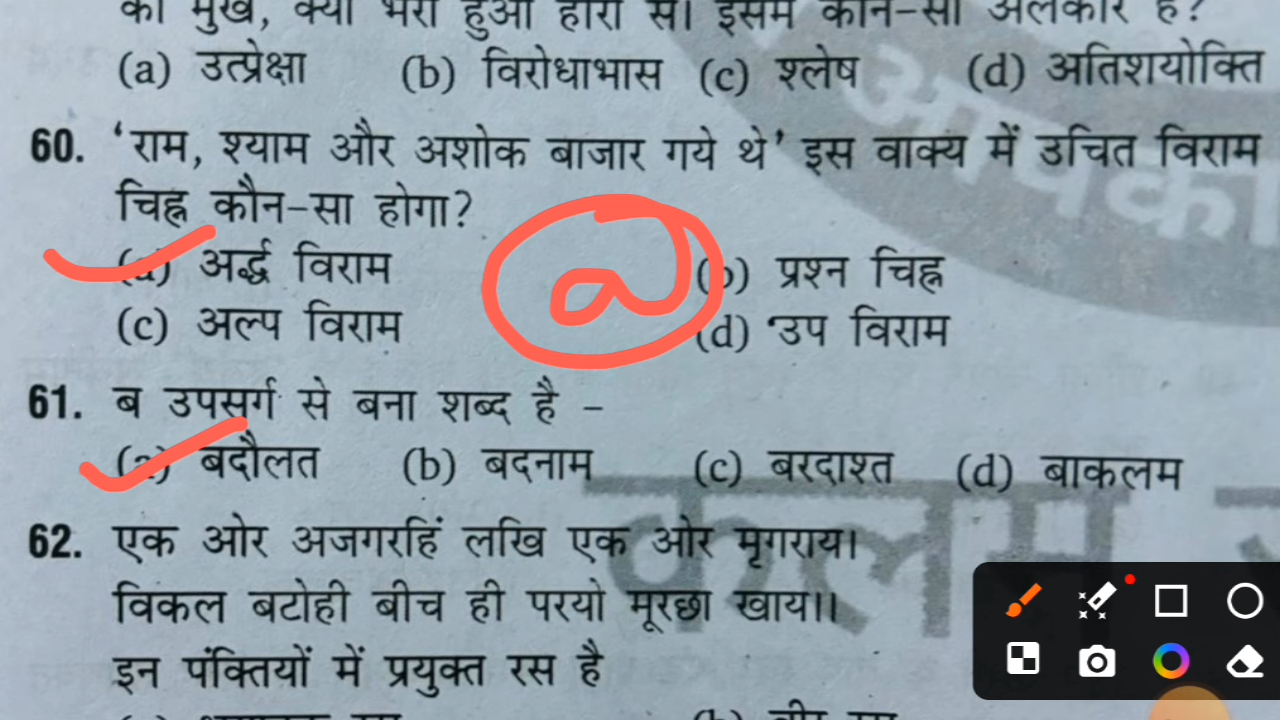 को मुख, क्यों भरा हुआ हीरों से। इसमें कौन-सा अलंकार है?
(a) उत्प्रेक्षा (b) विरोधाभास (c) श्लेष (d) अतिशयोक्ति
60. ‘राम, श्याम और अशोक बाजार गये थे’ इस वाक्य में उचित विराम
चिह्न कौन-सा होगा?
(a) अर्द्ध विराम (b) प्रश्न चिह्न
a
(c) अल्प विराम (d) उप विराम
61. ब उपसर्ग से बना शब्द है –
(a) बदौलत (b) बदनाम (c) बरदाश्त (d) बाकलम
62. एक ओर अजगरहिं लखि एक ओर मृगराय।
विकल बटोही बीच ही परयो मूरछा खाय।।
इन पंक्तियों में प्रयुक्त रस है
आपका
कलम